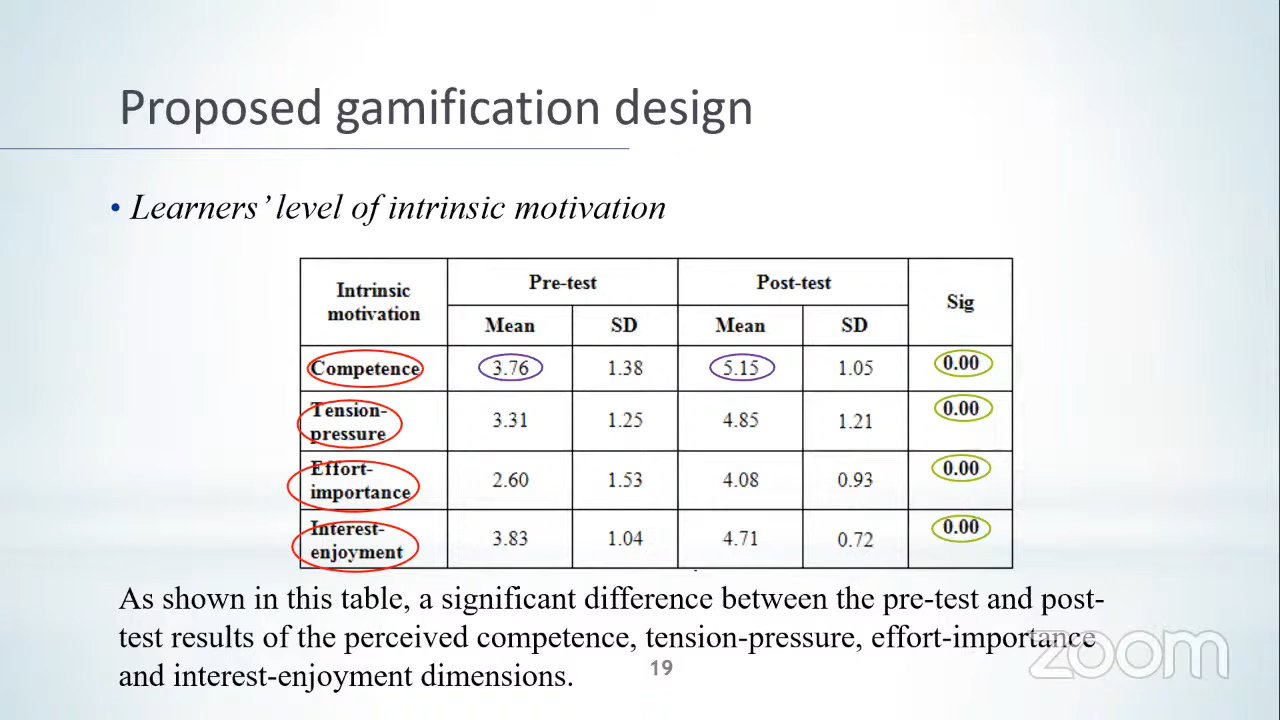 Proposed gamification design
• Learners’ level of intrinsic motivation
Intrinsic motivation Pre-test Post-test Sig
Mean SD Mean SD
Competence 3.76 1.38 5.15 1.05 0.00
Tension-pressure 3.31 1.25 4.85 1.21 0.00
Effort-importance 2.60 1.53 4.08 0.93 0.00
Interest-enjoyment 3.83 1.04 4.71 0.72 0.00
As shown in this table, a significant difference between the pre-test and post-
test results of the perceived competence, tension-pressure, effort-importance
and interest-enjoyment dimensions.
19
zoom